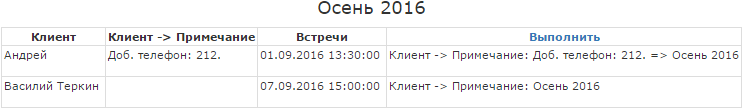 Осень 2016
Клиент Клиент -> Примечание Встречи Выполнить
Андрей Доб. телефон: 212. 01.09.2016 13:30:00 Клиент -> Примечание: Доб. телефон: 212. => Осень 2016
Василий Теркин 07.09.2016 15:00:00 Клиент -> Примечание: Осень 2016